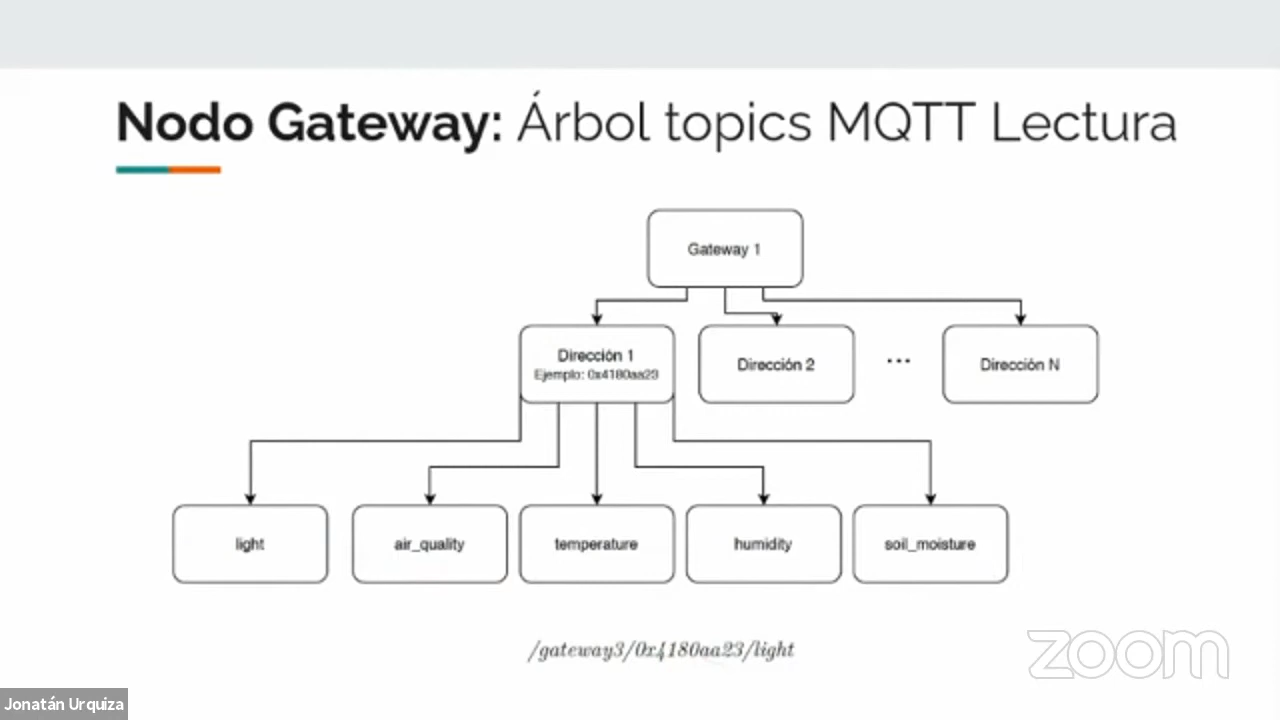 Nodo Gateway: Árbol topics MQTT Lectura
Gateway 1
Dirección 1
Ejemplo: 0x4180aa23
Dirección 2
...
Dirección N
light
air_quality
temperature
humidity
soil_moisture
/gateway3/0x4180aa23/light
zoom
Jonatán Urquiza